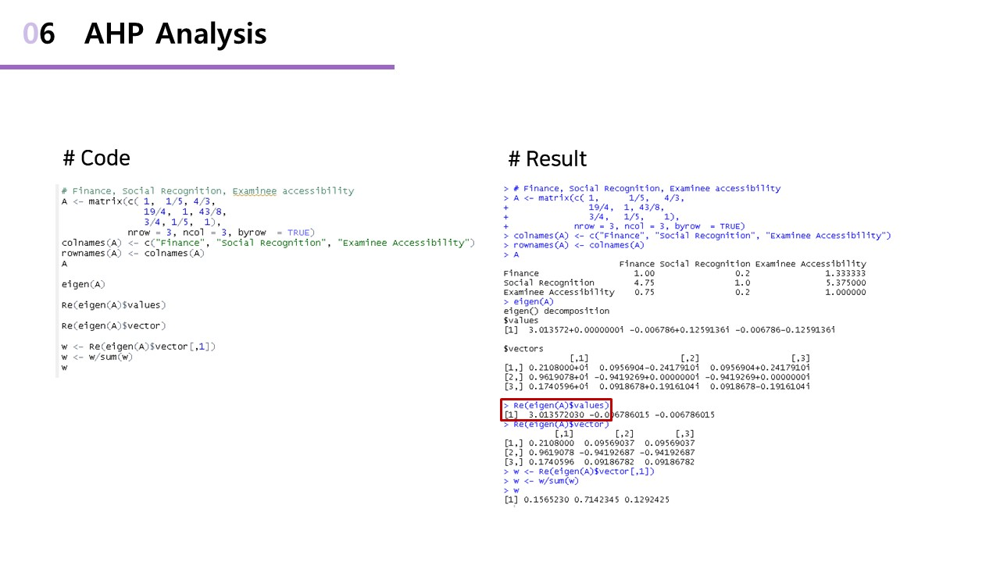 06 AHP Analysis
# Code
# Finance, Social Recognition, Examinee accessibility
A <- matrix(c( 1, 1/5, 4/3,
19/4, 1, 43/8,
3/4, 1/5, 1),
nrow = 3, ncol = 3, byrow = TRUE)
colnames(A) <- c("Finance", "Social Recognition", "Examinee Accessibility")
rownames(A) <- colnames(A)
A
eigen(A)
Re(eigen(A)$values)
Re(eigen(A)$vector)
w <- Re(eigen(A)$vector[,1])
w <- w/sum(w)
w
# Result
> # Finance, Social Recognition, Examinee accessibility
> A <- matrix(c( 1, 1/5, 4/3,
+ 19/4, 1, 43/8,
+ 3/4, 1/5, 1),
+ nrow = 3, ncol = 3, byrow = TRUE)
> colnames(A) <- c("Finance", "Social Recognition", "Examinee Accessibility")
> rownames(A) <- colnames(A)
> A
Finance Social Recognition Examinee Accessibility
Finance 1.00 0.2 1.333333
Social Recognition 4.75 1.0 5.375000
Examinee Accessibility 0.75 0.2 1.000000
> eigen(A)
eigen() decomposition
$values
[1] 3.013572+0.0000000i -0.006786+0.1259136i -0.006786-0.1259136i
$vectors
[,1] [,2] [,3]
[1,] 0.2108000+0i 0.0956904-0.2417910i 0.0956904+0.2417910i
[2,] 0.9619078+0i -0.9419269+0.0000000i -0.9419269+0.0000000i
[3,] 0.1740596+0i 0.0918678+0.1916104i 0.0918678-0.1916104i
> Re(eigen(A)$values)
[1] 3.013572030 -0.006786015 -0.006786015
> Re(eigen(A)$vector)
[,1] [,2] [,3]
[1,] 0.2108000 0.09569037 0.09569037
[2,] 0.9619078 -0.94192687 -0.94192687
[3,] 0.1740596 0.09186782 0.09186782
> w <- Re(eigen(A)$vector[,1])
> w <- w/sum(w)
> w
[1] 0.1565230 0.7142345 0.1292425